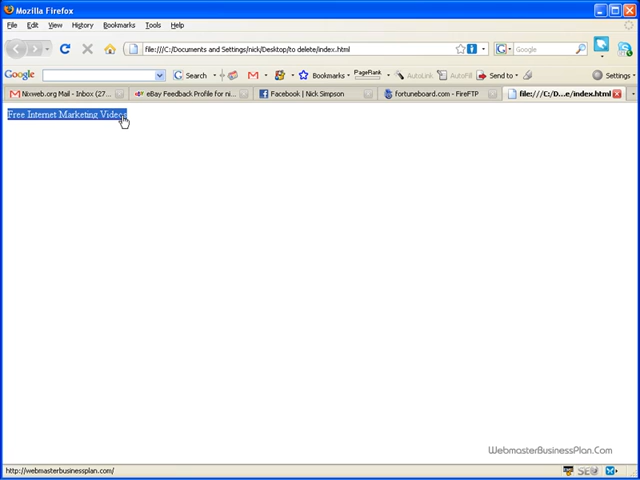 Mozilla Firefox
File Edit View History Bookmarks Tools Help
file:///C:/Documents and Settings/nick/Desktop/to delete/index.html
Google
Google Search Bookmarks PageRank AutoLink AutoFill Send to Settings
Nixweb.org Mail - Inbox (27... eBay Feedback Profile for ni... Facebook | Nick Simpson fortuneboard.com - FireFTP file:///C:/D...e/index.html
Free Internet Marketing Videos
WebmasterBusinessPlan.Com
http://webmasterbusinessplan.com/
SEO